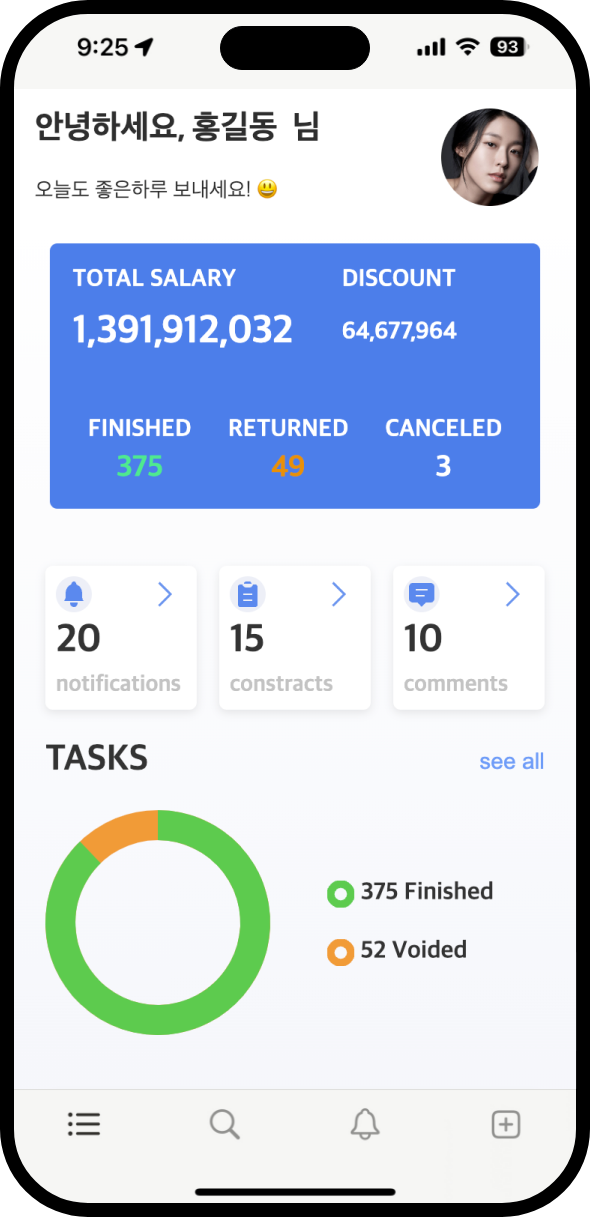 9:25 93
안녕하세요, 홍길동 님
오늘도 좋은하루 보내세요! 😃
TOTAL SALARY DISCOUNT
1,391,912,032 64,677,964
FINISHED RETURNED CANCELED
375 49 3
20 15 10
notifications constracts comments
TASKS see all
375 Finished
52 Voided